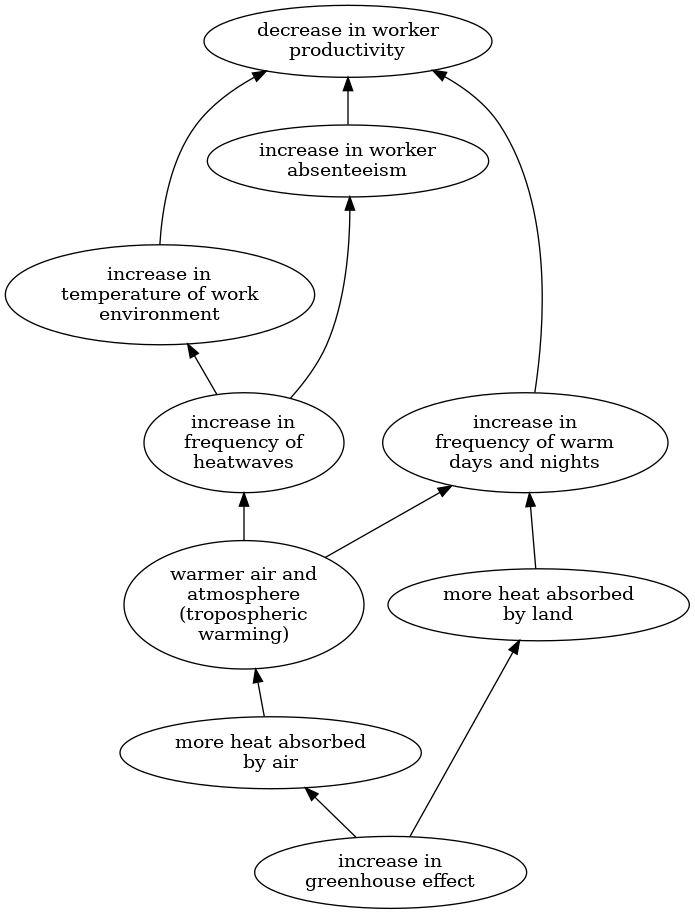 decrease in worker
productivity
increase in worker
absenteeism
increase in
temperature of work
environment
increase in
frequency of
heatwaves
increase in
frequency of warm
days and nights
warmer air and
atmosphere
(tropospheric
warming)
more heat absorbed
by land
more heat absorbed
by air
increase in
greenhouse effect